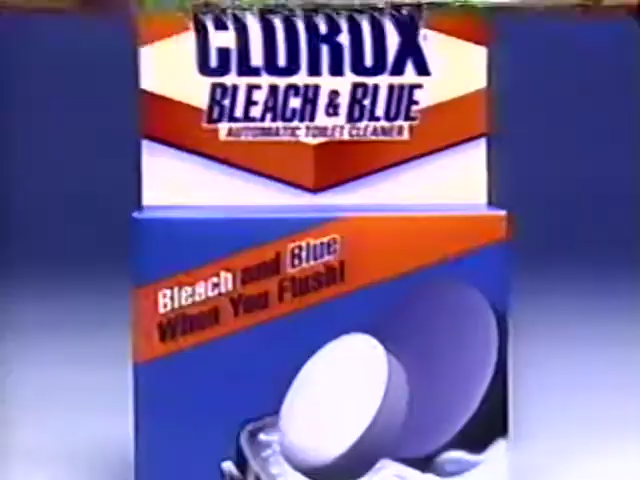 CLOROX
BLEACH & BLUE
AUTOMATIC TOILET CLEANER
Bleach and Blue
When You Flush!